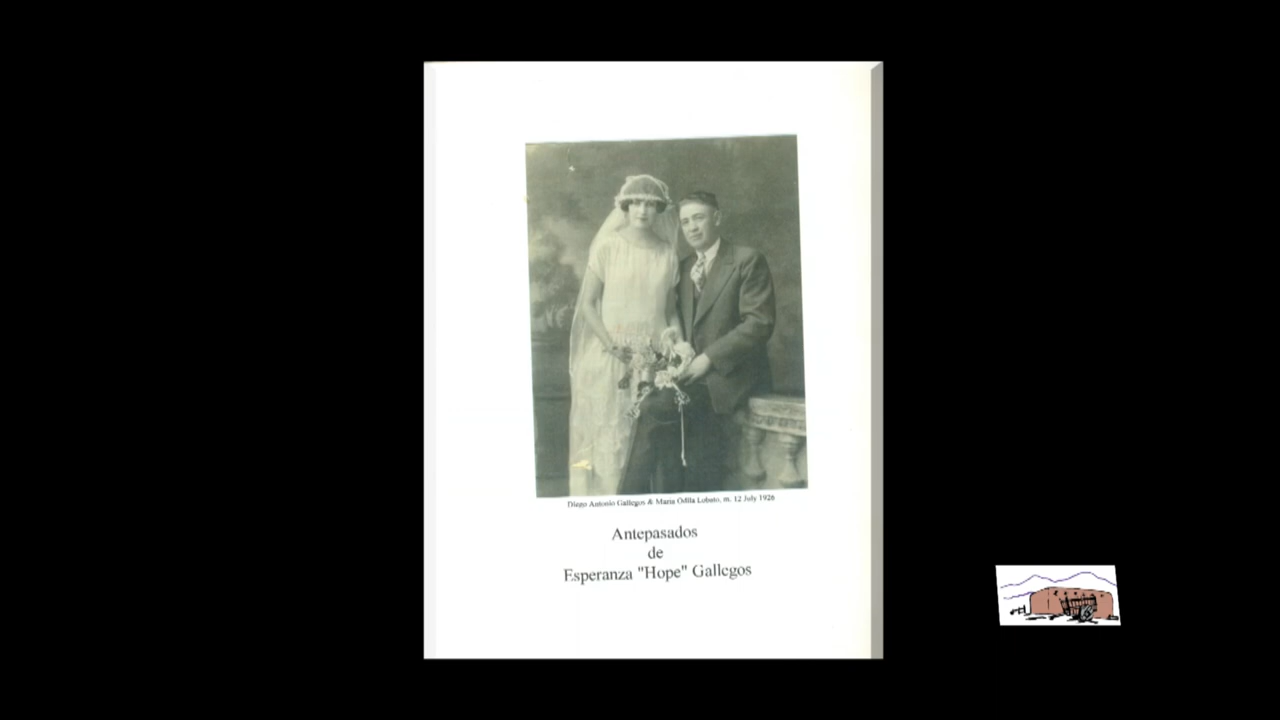 Diego Antonio Gallegos & Maria Odila Lobato, m. 12 July 1926
Antepasados
de
Esperanza "Hope" Gallegos